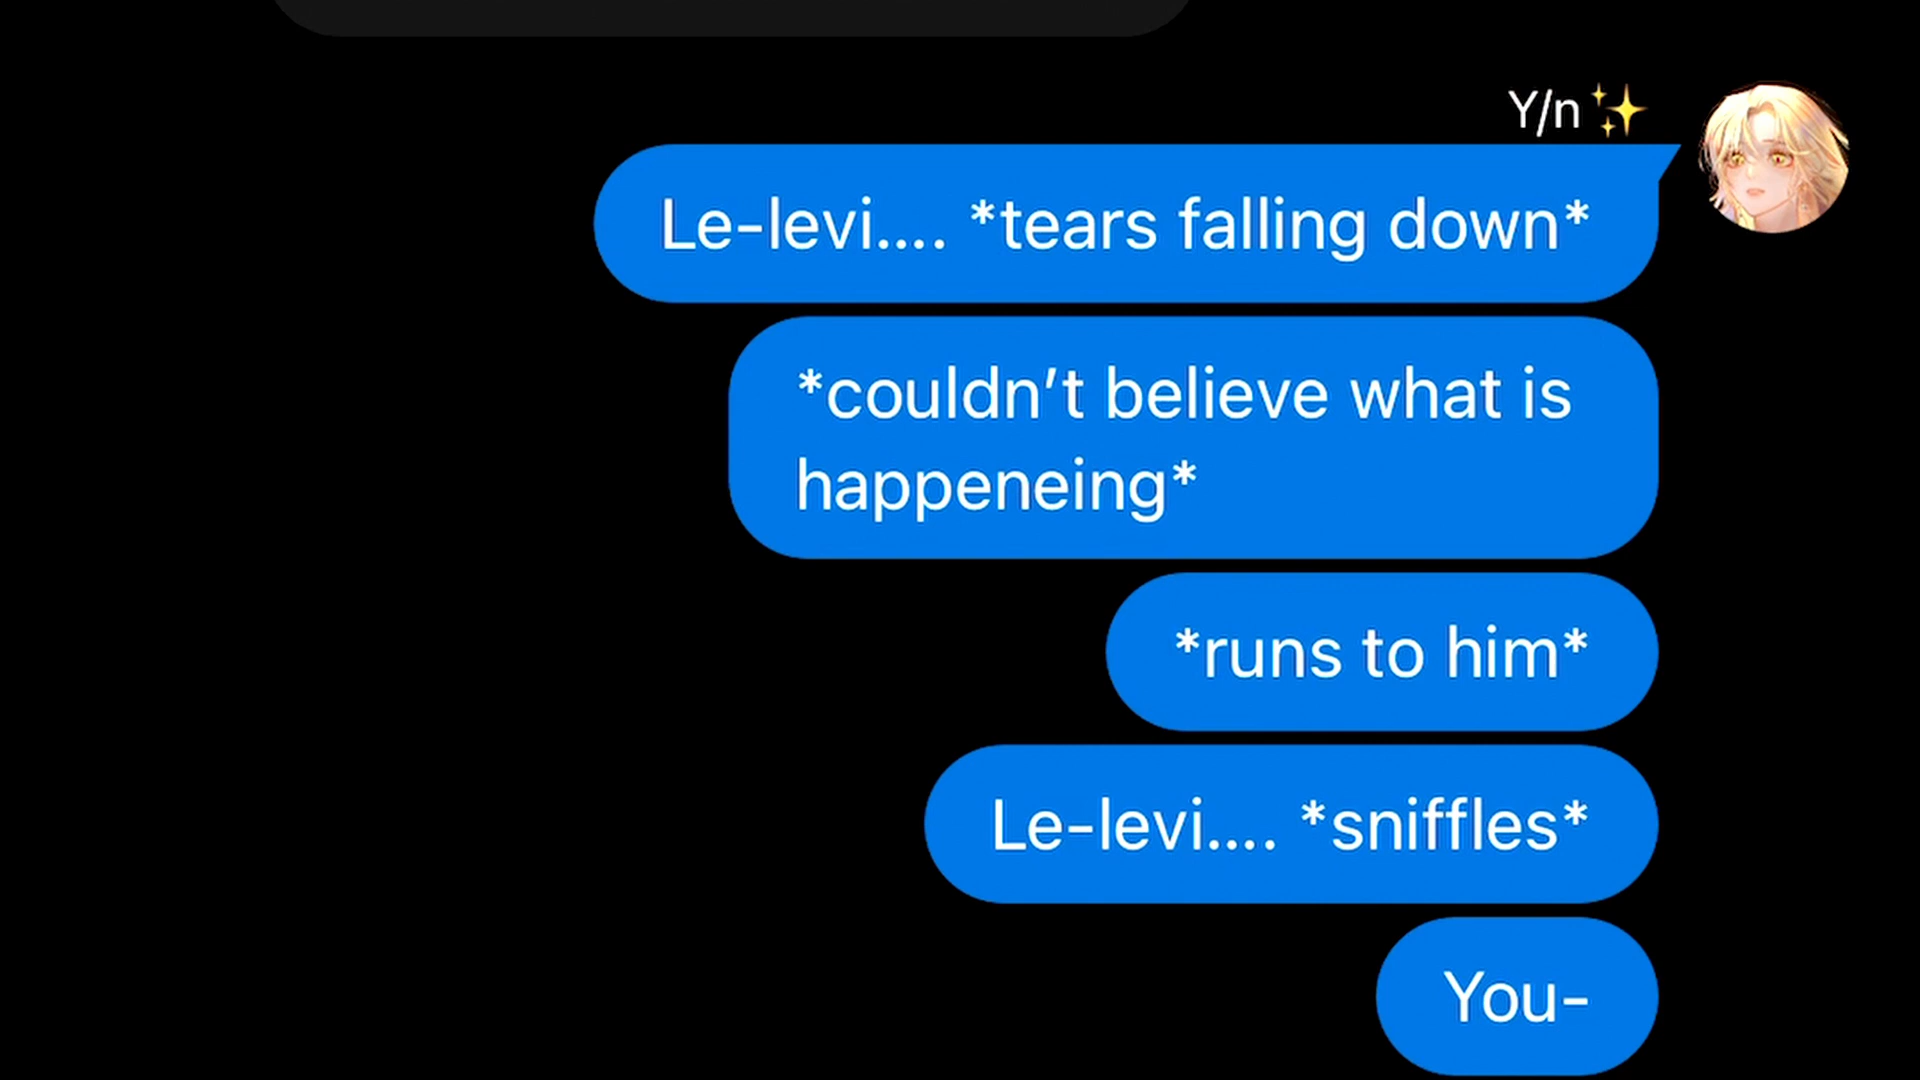 Y/n✨
Le-levi.... *tears falling down*
*couldn’t believe what is
happeneing*
*runs to him*
Le-levi.... *sniffles*
You-